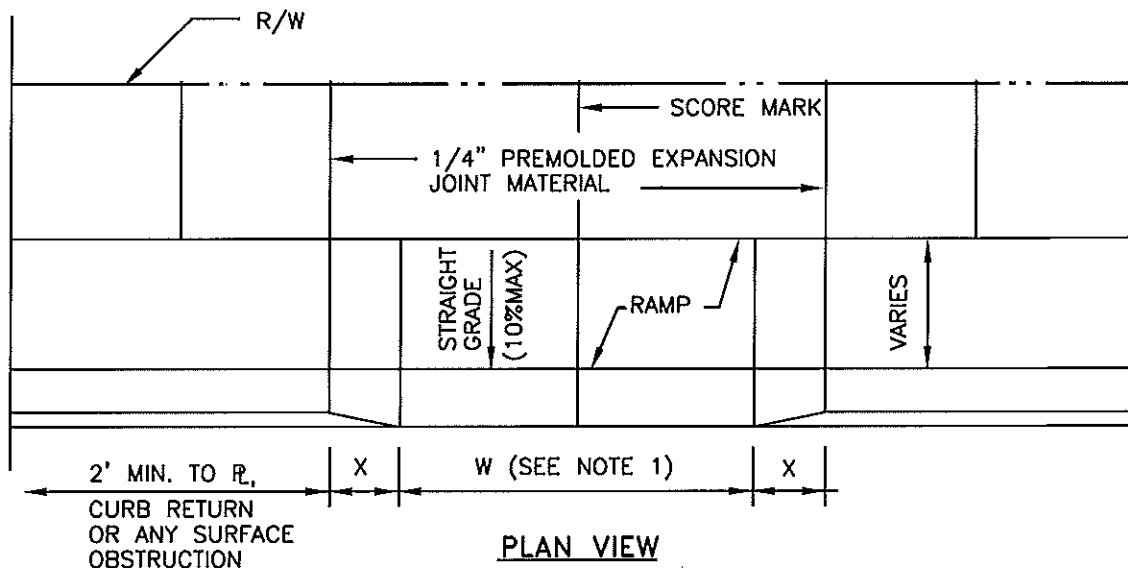 R/W
SCORE MARK
1/4" PREMOLDED EXPANSION
JOINT MATERIAL
STRAIGHT
GRADE
(10%MAX)
RAMP
VARIES
2' MIN. TO ⅊,
CURB RETURN
OR ANY SURFACE
OBSTRUCTION
X
W (SEE NOTE 1)
X
PLAN VIEW